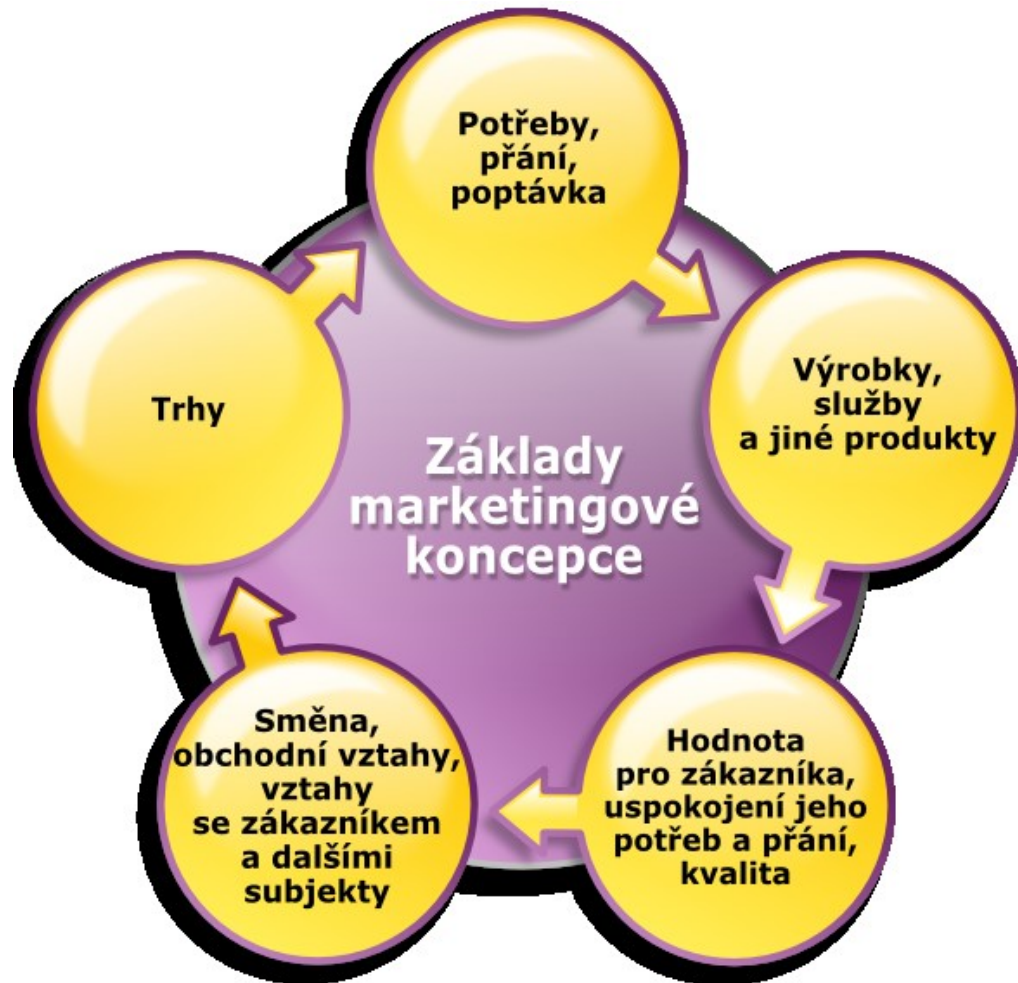 Potřeby,
přání,
poptávka
Výrobky,
služby
a jiné produkty
Hodnota
pro zákazníka,
uspokojení jeho
potřeb a přání,
kvalita
Směna,
obchodní vztahy,
vztahy
se zákazníkem
a dalšími
subjekty
Trhy
Základy
marketingové
koncepce